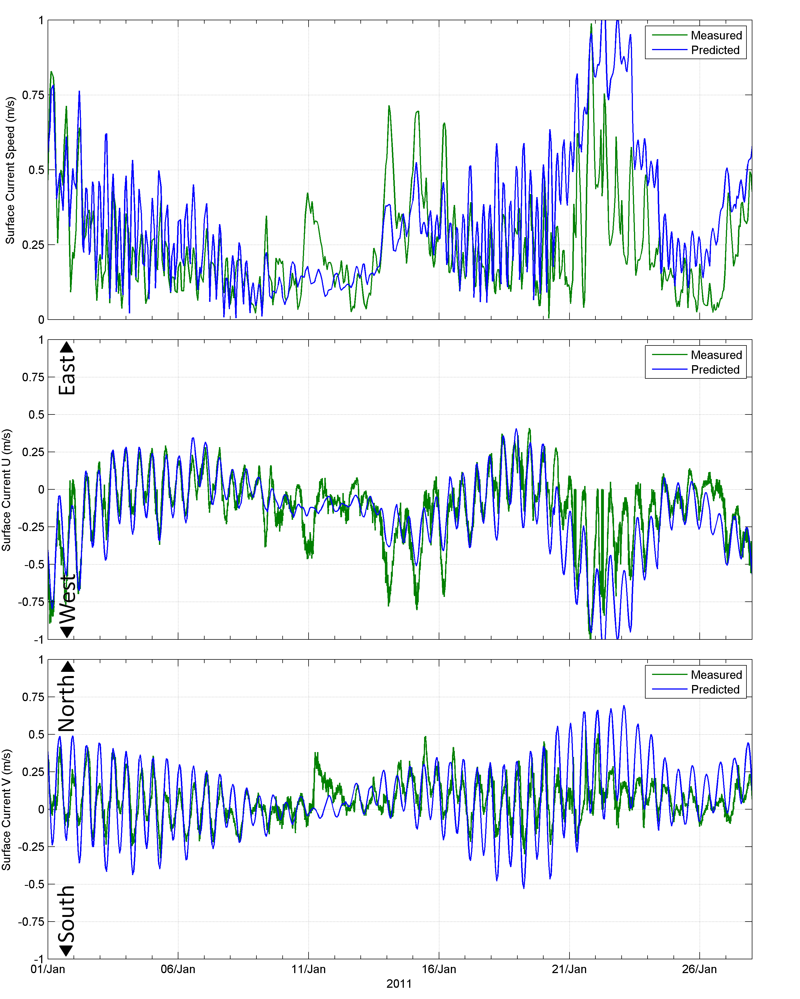 1
0.75
0.5
0.25
0
Surface Current Speed (m/s)
Measured
Predicted
1
0.75
0.5
0.25
0
-0.25
-0.5
-0.75
-1
Surface Current U (m/s)
East
West
Measured
Predicted
1
0.75
0.5
0.25
0
-0.25
-0.5
-0.75
-1
Surface Current V (m/s)
North
South
Measured
Predicted
01/Jan 06/Jan 11/Jan 16/Jan 21/Jan 26/Jan
2011